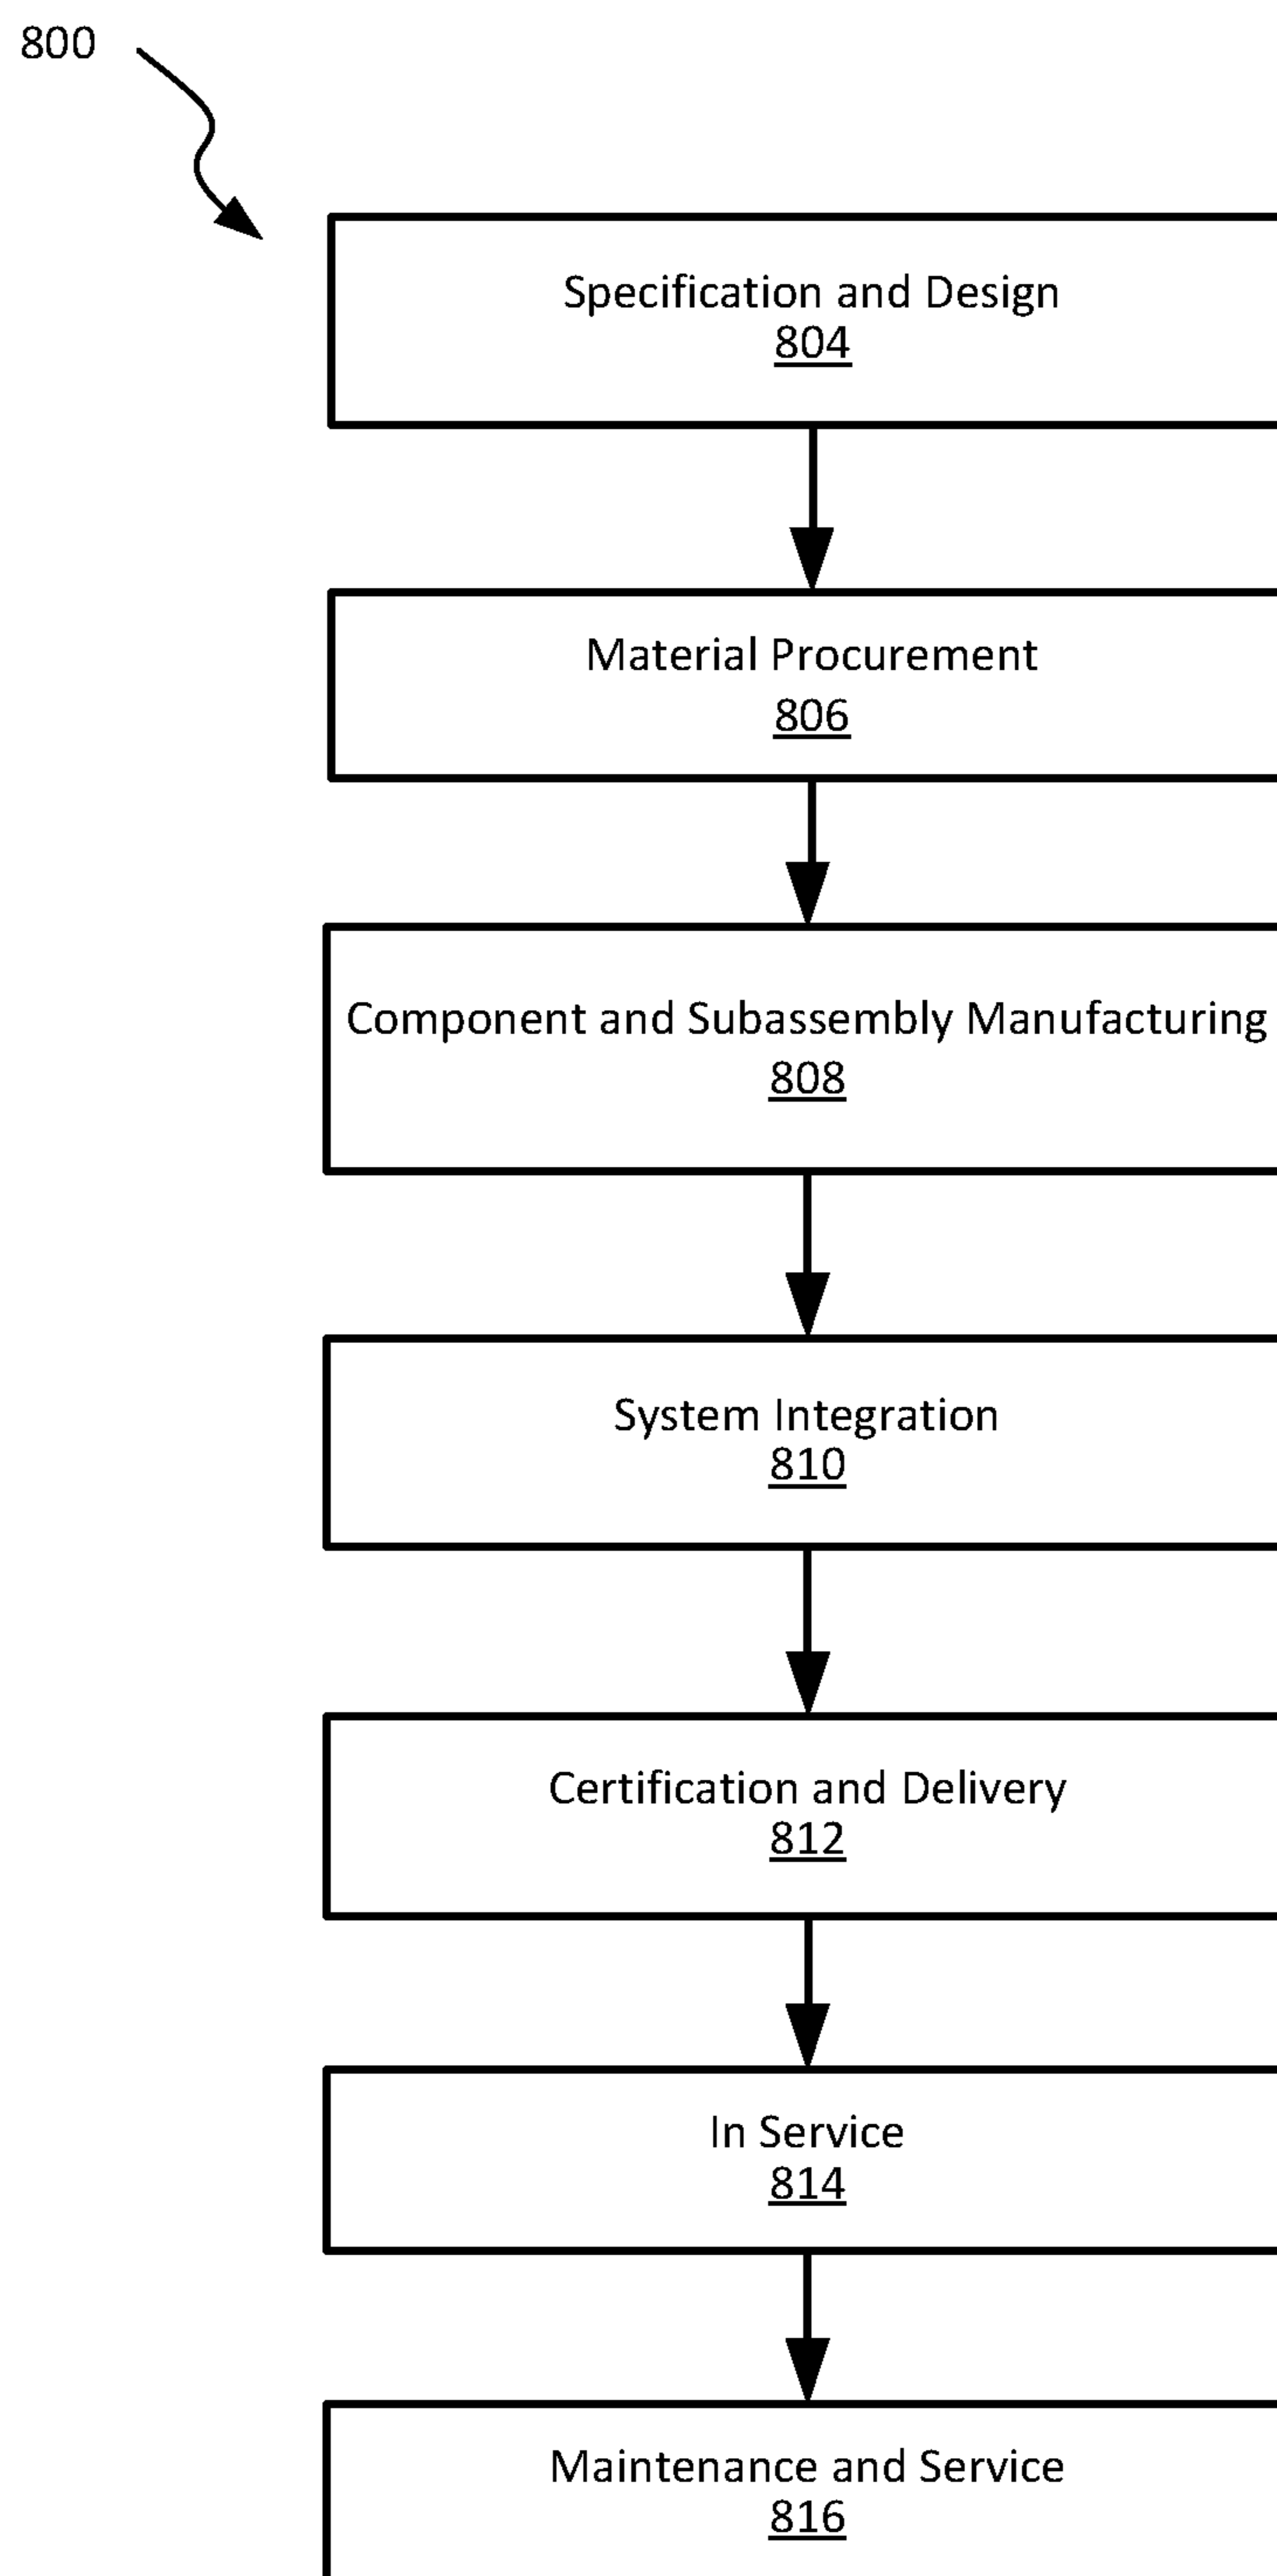 800
Specification and Design
804
Material Procurement
806
Component and Subassembly Manufacturing
808
System Integration
810
Certification and Delivery
812
In Service
814
Maintenance and Service
816